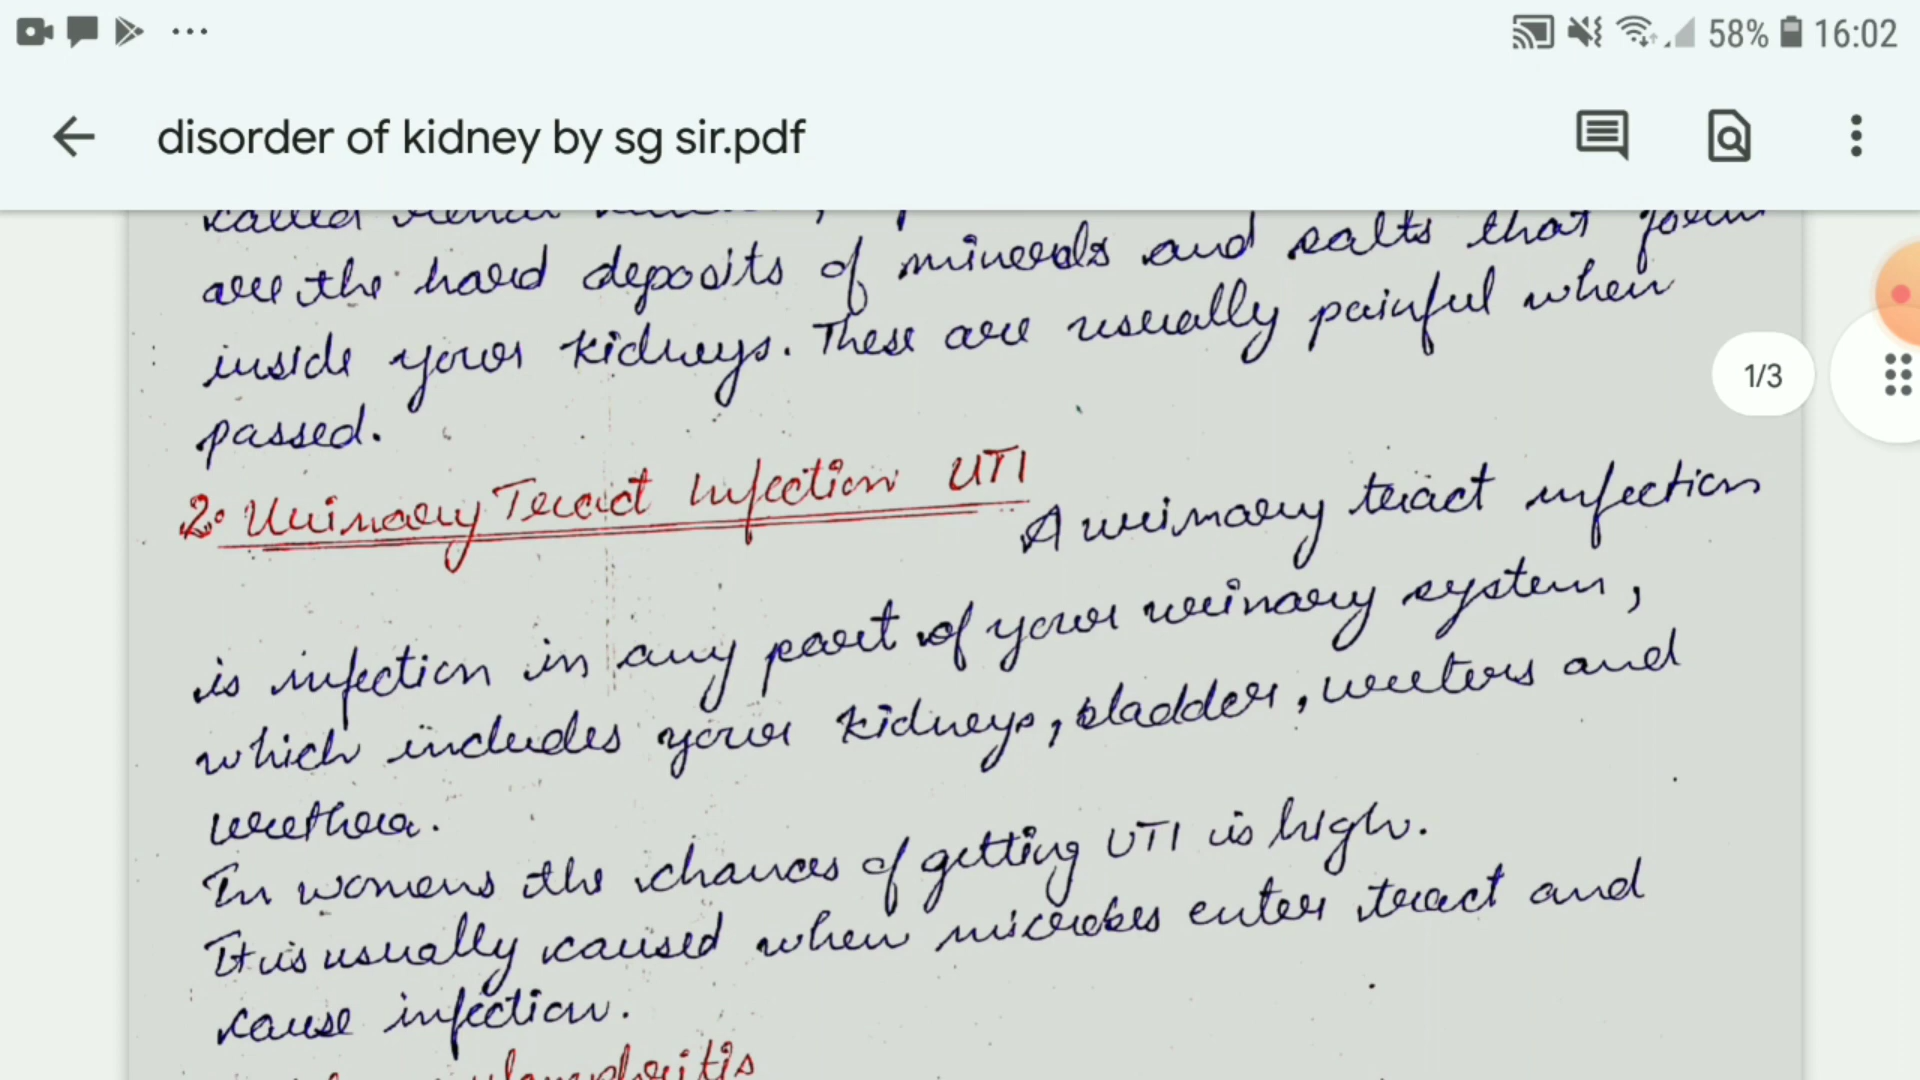 58% 16:02
disorder of kidney by sg sir.pdf
called renal
are the hard deposits of minerals and salts that form
inside your kidneys. These are usually painful when
passed.
1/3
2. Urinary Tract Infection UTI
A urinary tract infection
is infection in any part of your urinary system,
which includes your kidneys, bladder, ureters and
urethra.
In womens the chances of getting UTI is high.
It is usually caused when microbes enter tract and
cause infection.